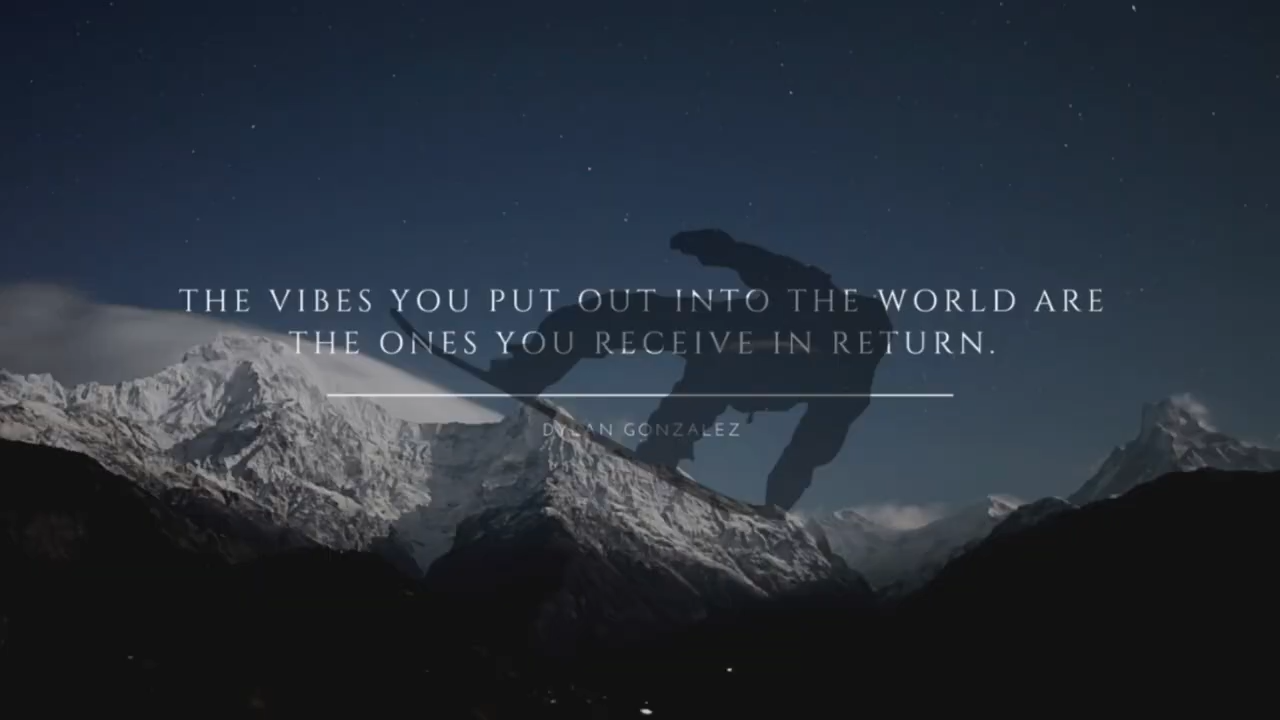 THE VIBES YOU PUT OUT INTO THE WORLD ARE
THE ONES YOU RECEIVE IN RETURN.
DYLAN GONZALEZ